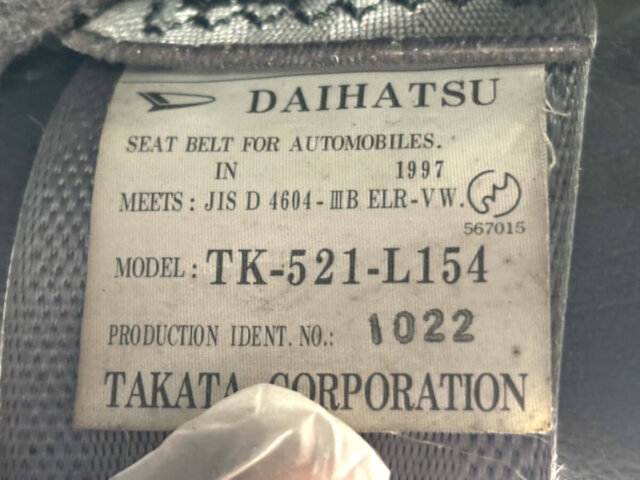 DAIHATSU
SEAT BELT FOR AUTOMOBILES.
IN 1997
MEETS: JIS D 4604-ⅢB ELR-VW.
567015
MODEL: TK-521-L154
PRODUCTION IDENT. NO.: 1022
TAKATA CORPORATION